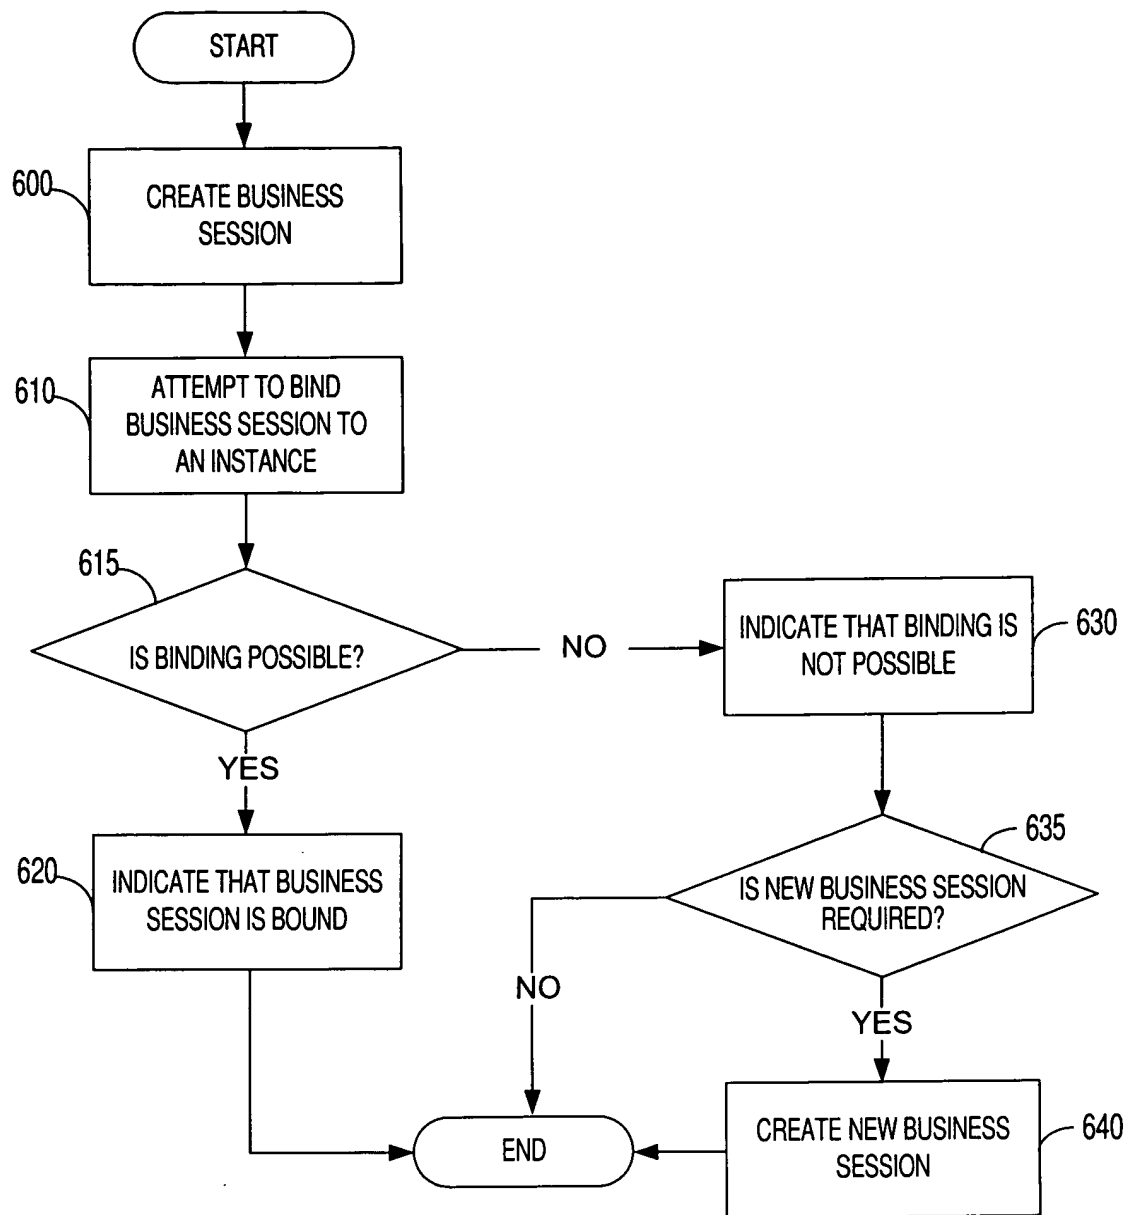 START
600
CREATE BUSINESS
SESSION
610
ATTEMPT TO BIND
BUSINESS SESSION TO
AN INSTANCE
615
IS BINDING POSSIBLE?
NO
INDICATE THAT BINDING IS
NOT POSSIBLE
630
YES
620
INDICATE THAT BUSINESS
SESSION IS BOUND
635
IS NEW BUSINESS SESSION
REQUIRED?
NO
YES
END
CREATE NEW BUSINESS
SESSION
640